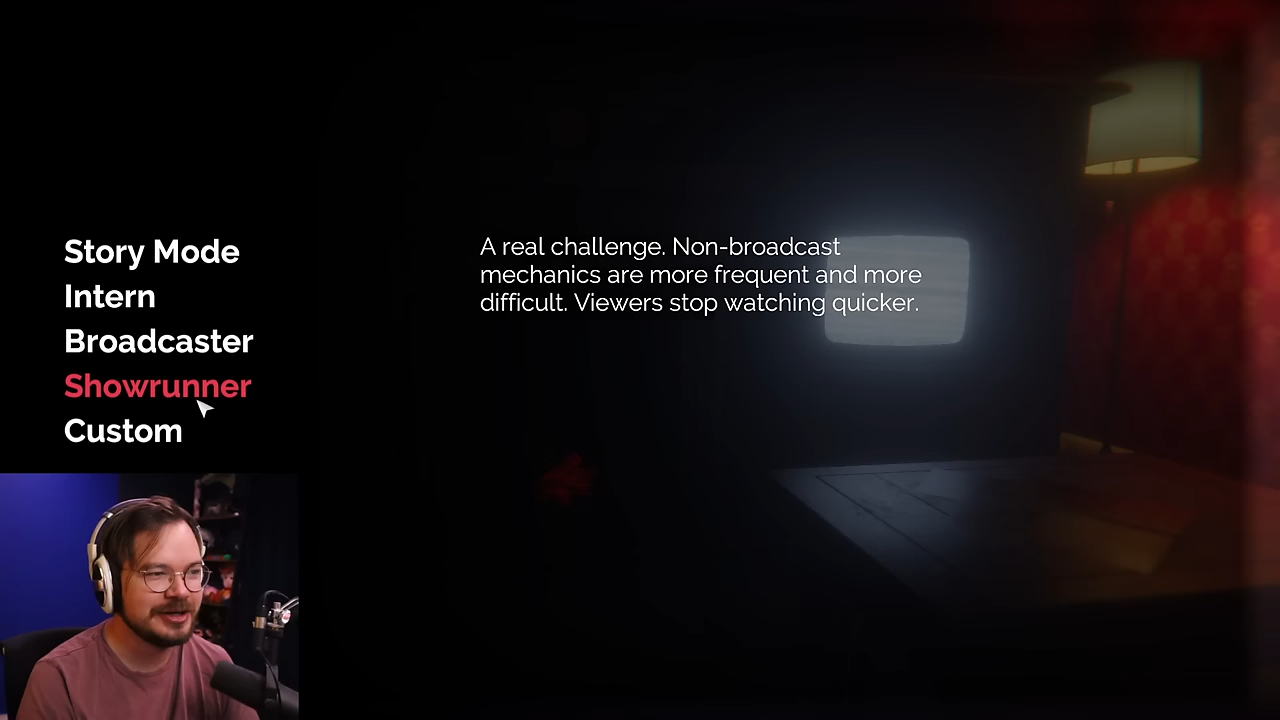 Story Mode
Intern
Broadcaster
Showrunner
Custom
A real challenge. Non-broadcast
mechanics are more frequent and more
difficult. Viewers stop watching quicker.